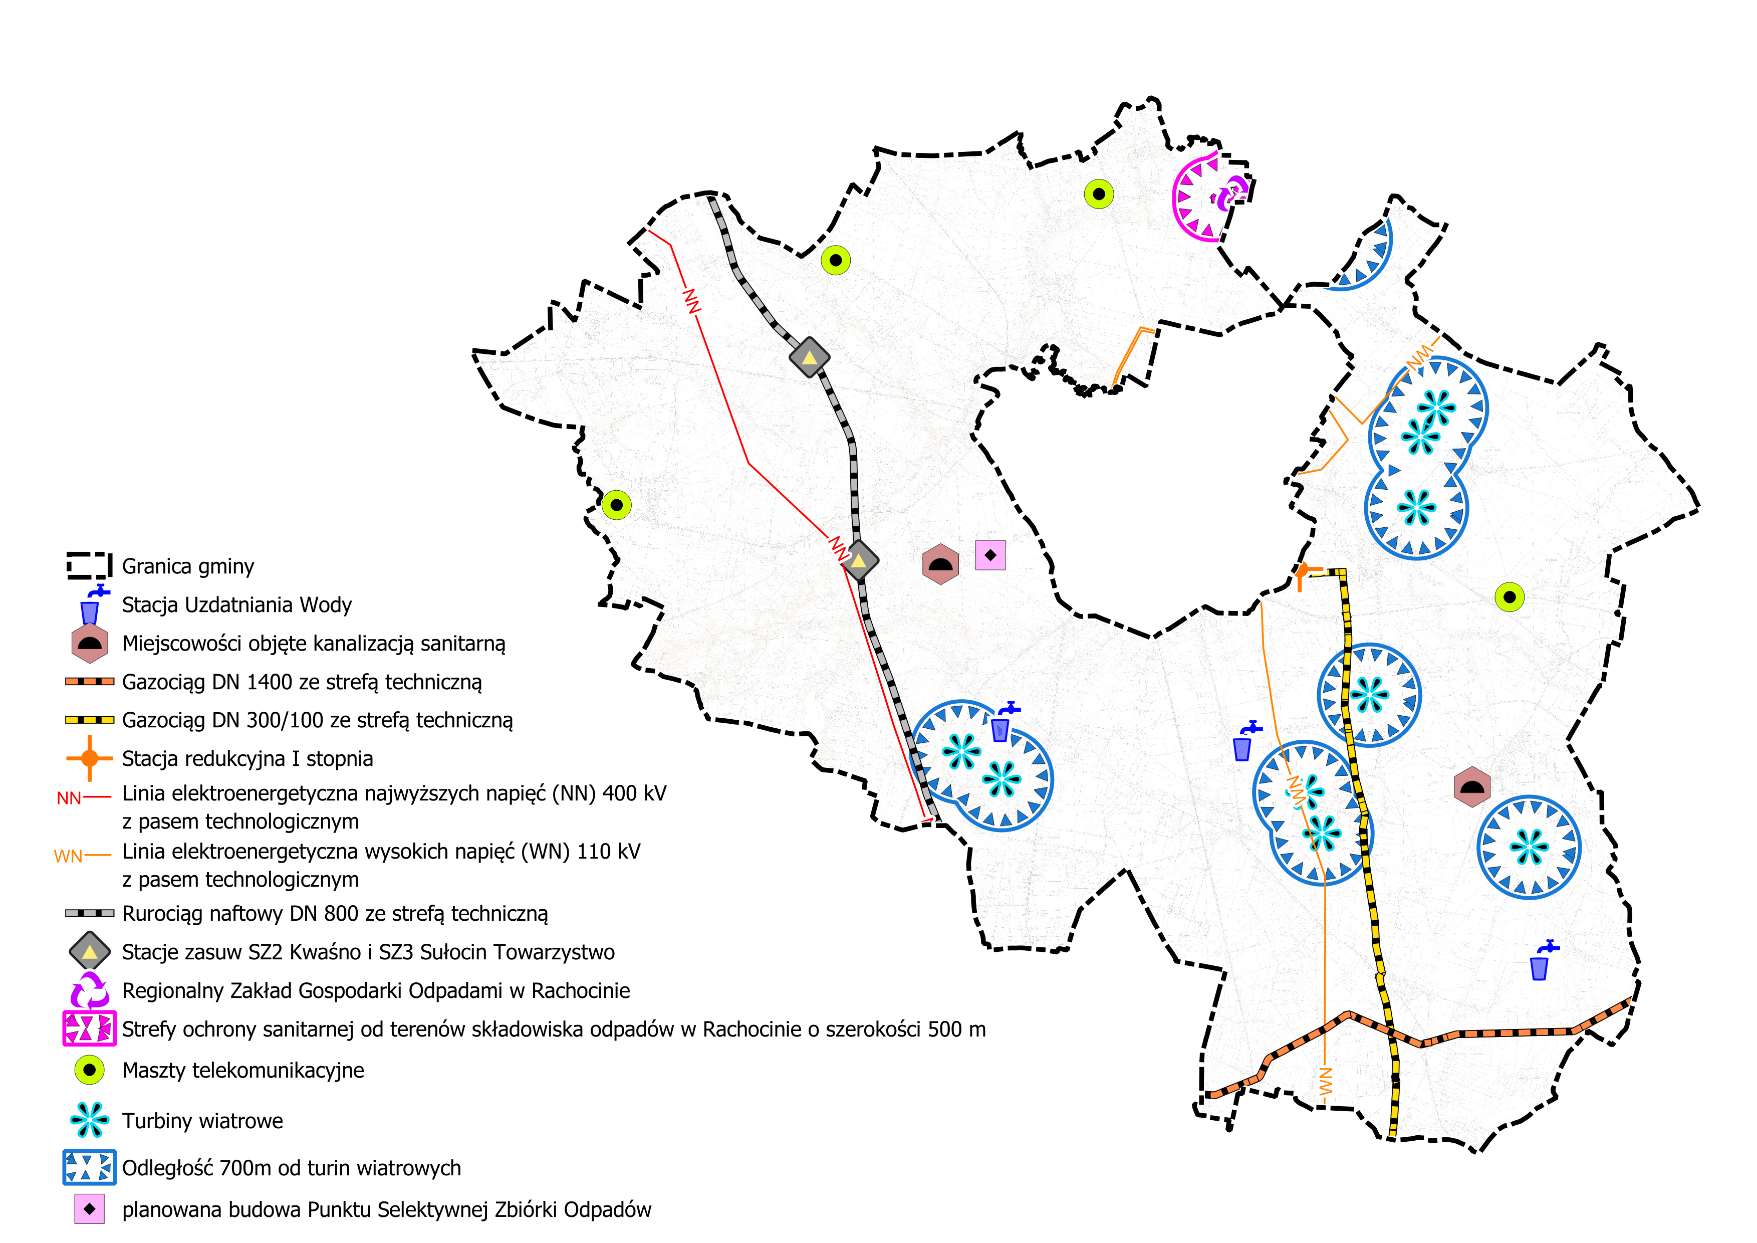 NN
WN
NN
Granica gminy
Stacja Uzdatniania Wody
Miejscowości objęte kanalizacją sanitarną
Gazociąg DN 1400 ze strefą techniczną
Gazociąg DN 300/100 ze strefą techniczną
Stacja redukcyjna I stopnia
NN Linia elektroenergetyczna najwyższych napięć (NN) 400 kV
z pasem technologicznym
WN Linia elektroenergetyczna wysokich napięć (WN) 110 kV
z pasem technologicznym
Rurociąg naftowy DN 800 ze strefą techniczną
Stacje zasuw SZ2 Kwaśno i SZ3 Sułocin Towarzystwo
Regionalny Zakład Gospodarki Odpadami w Rachocinie
Strefy ochrony sanitarnej od terenów składowiska odpadów w Rachocinie o szerokości 500 m
Maszty telekomunikacyjne
Turbiny wiatrowe
Odległość 700m od turin wiatrowych
planowana budowa Punktu Selektywnej Zbiórki Odpadów
WN
WN